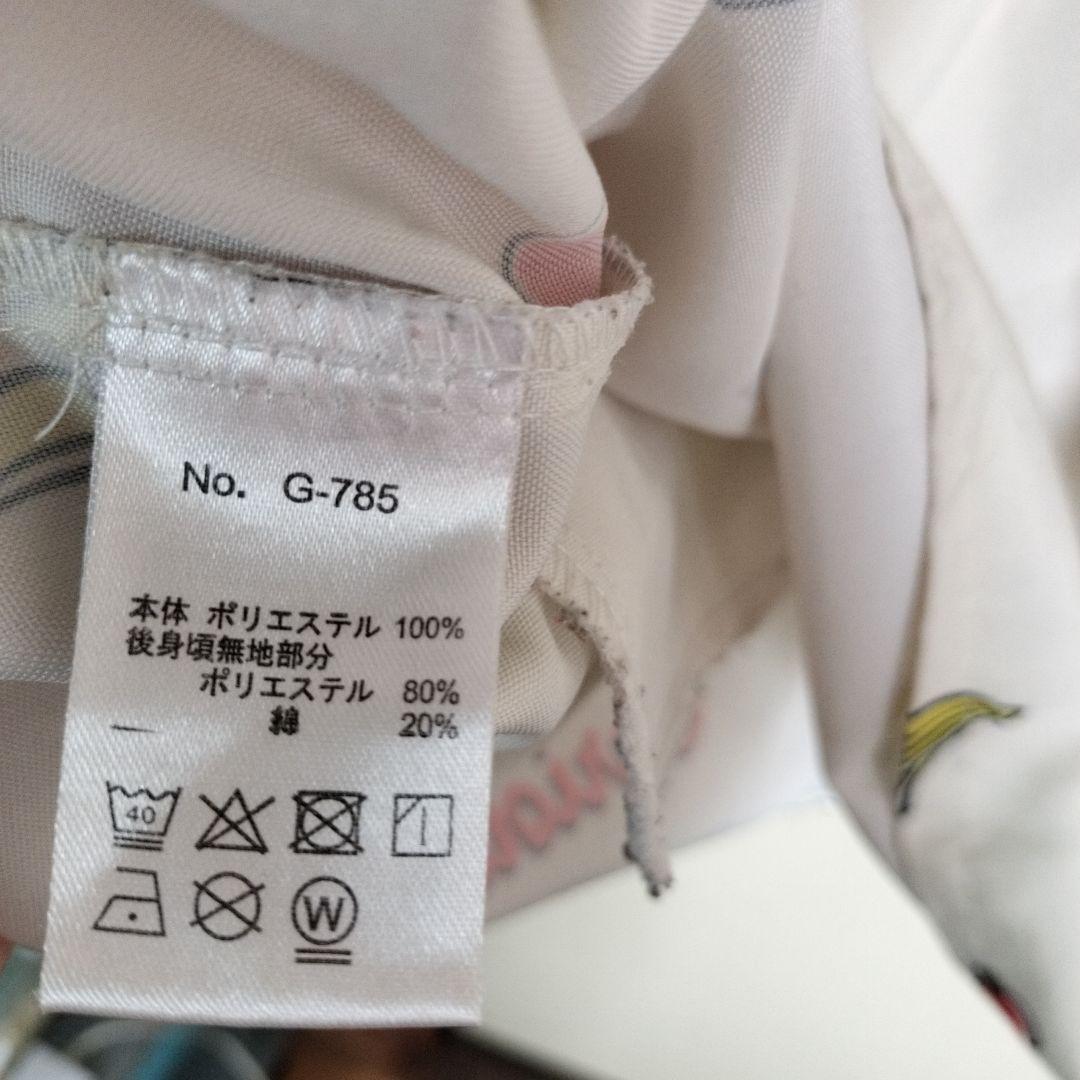 No. G-785
本体 ポリエステル 100%
後身頃無地部分
ポリエステル 80%
綿 20%
40
W